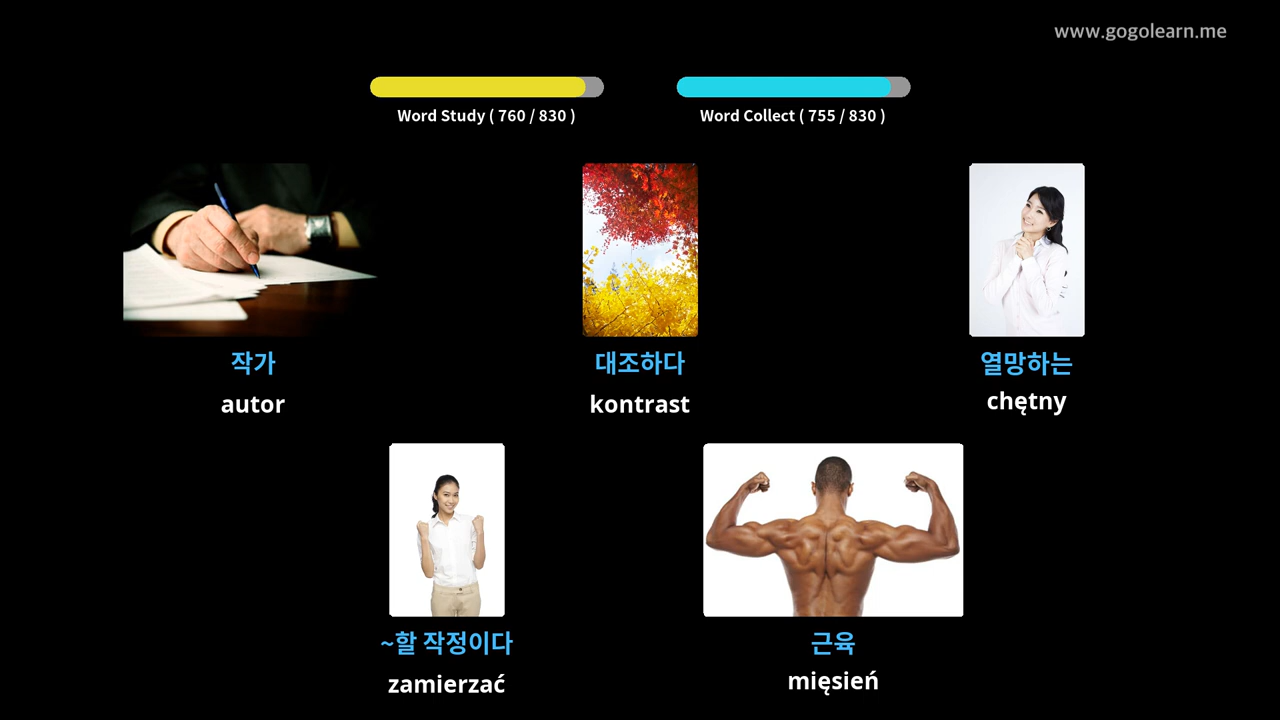 www.gogolearn.me
Word Study ( 760 / 830 )
Word Collect ( 755 / 830 )
작가
autor
대조하다
kontrast
열망하는
chętny
~할 작정이다
zamierzać
근육
mięsień